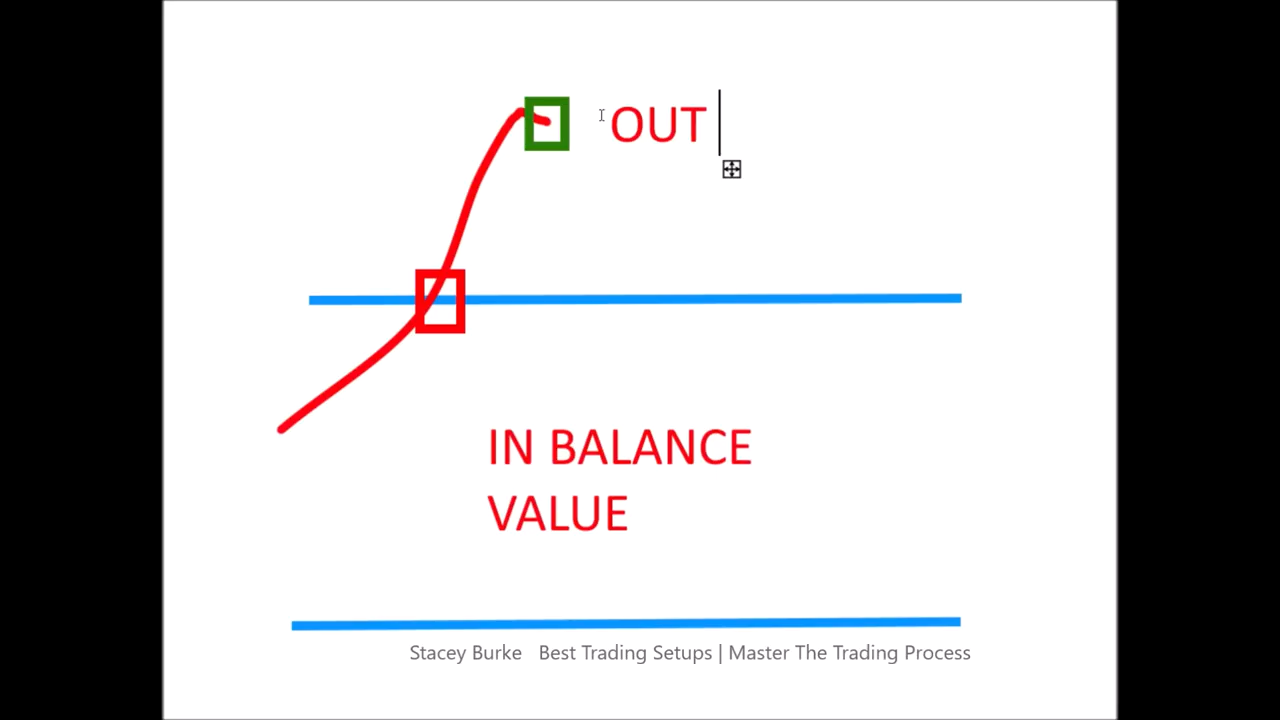 OUT
IN BALANCE
VALUE
Stacey Burke Best Trading Setups | Master The Trading Process